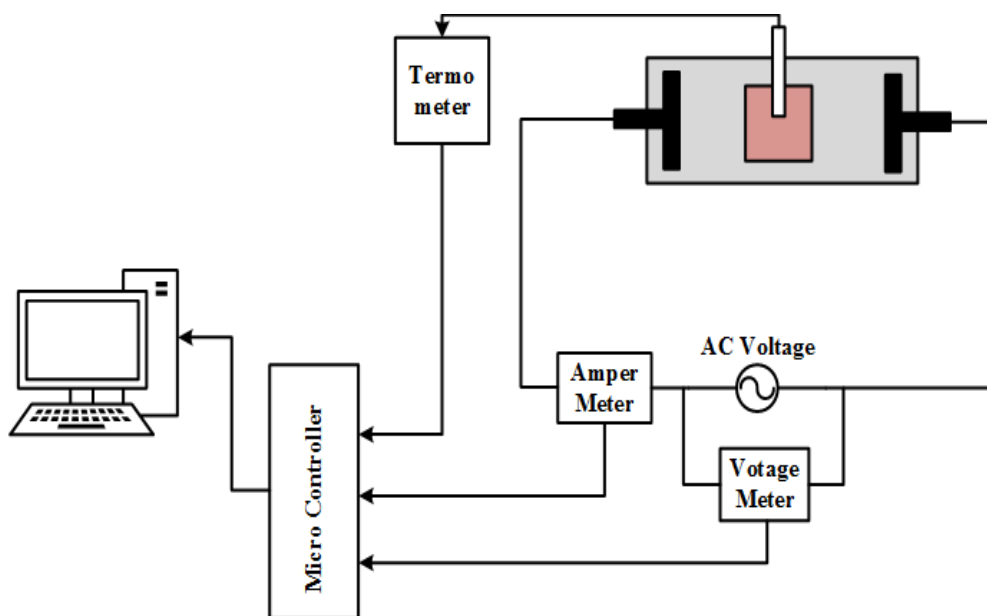 Termo
meter
AC Voltage
Amper
Meter
Votage
Meter
Micro Controller